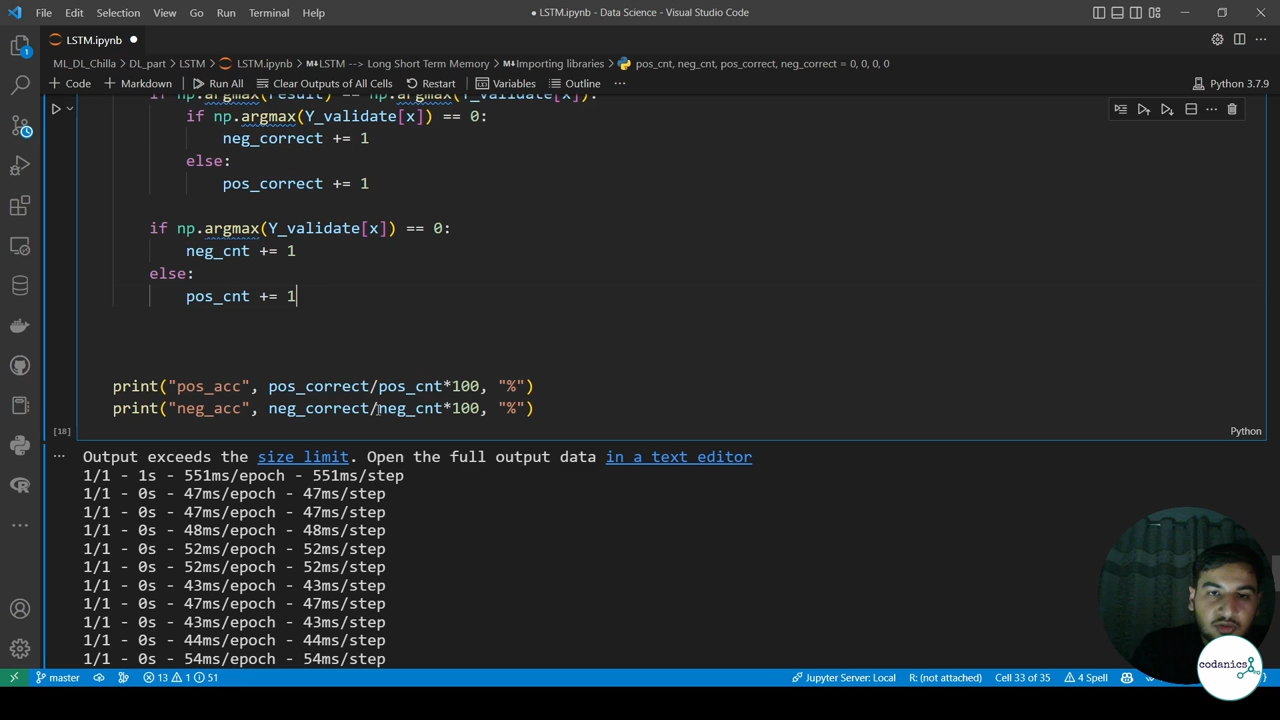 File Edit Selection View Go Run Terminal Help
● LSTM.ipynb - Data Science - Visual Studio Code
LSTM.ipynb ●
ML_DL_Chilla > DL_part > LSTM > LSTM.ipynb > M↓LSTM --> Long Short Term Memory > M↓Importing libraries > pos_cnt, neg_cnt, pos_correct, neg_correct = 0, 0, 0, 0
+ Code + Markdown Run All Clear Outputs of All Cells Restart Variables Outline ... Python 3.7.9
if np.argmax(result) == np.argmax(Y_validate[x]):
if np.argmax(Y_validate[x]) == 0:
neg_correct += 1
else:
pos_correct += 1
if np.argmax(Y_validate[x]) == 0:
neg_cnt += 1
else:
pos_cnt += 1
print("pos_acc", pos_correct/pos_cnt*100, "%")
print("neg_acc", neg_correct/neg_cnt*100, "%")
[18] Python
... Output exceeds the size limit. Open the full output data in a text editor
1/1 - 1s - 551ms/epoch - 551ms/step
1/1 - 0s - 47ms/epoch - 47ms/step
1/1 - 0s - 47ms/epoch - 47ms/step
1/1 - 0s - 48ms/epoch - 48ms/step
1/1 - 0s - 52ms/epoch - 52ms/step
1/1 - 0s - 52ms/epoch - 52ms/step
1/1 - 0s - 43ms/epoch - 43ms/step
1/1 - 0s - 47ms/epoch - 47ms/step
1/1 - 0s - 43ms/epoch - 43ms/step
1/1 - 0s - 44ms/epoch - 44ms/step
1/1 - 0s - 54ms/epoch - 54ms/step
codanics
master 13 1 51 Jupyter Server: Local R: (not attached) Cell 33 of 35 4 Spell